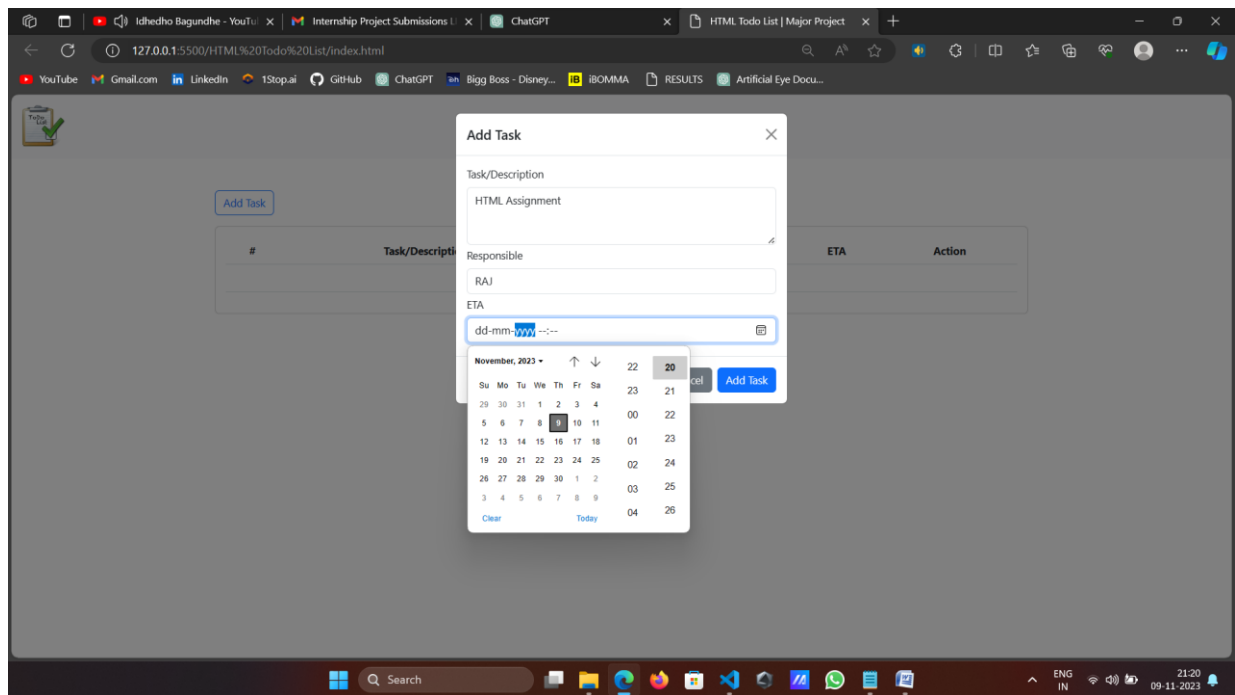 Idhedho Bagundhe - YouTu
Internship Project Submissions
ChatGPT
HTML Todo List | Major Project
127.0.0.1:5500/HTML%20Todo%20List/index.html
YouTube Gmail.com LinkedIn 1Stop.ai GitHub ChatGPT Bigg Boss - Disney... iBOMMA RESULTS Artificial Eye Docu...
ToDo
List
Add Task
Task/Description
HTML Assignment
Add Task
# Task/Descripti ETA Action
Responsible
RAJ
ETA
dd-mm-yyyy --:--
cel Add Task
November, 2023
Su Mo Tu We Th Fr Sa
29 30 31 1 2 3 4
5 6 7 8 9 10 11
12 13 14 15 16 17 18
19 20 21 22 23 24 25
26 27 28 29 30 1 2
3 4 5 6 7 8 9
Clear Today
22 20
23 21
00 22
01 23
02 24
03 25
04 26
Search
ENG
IN
21:20
09-11-2023